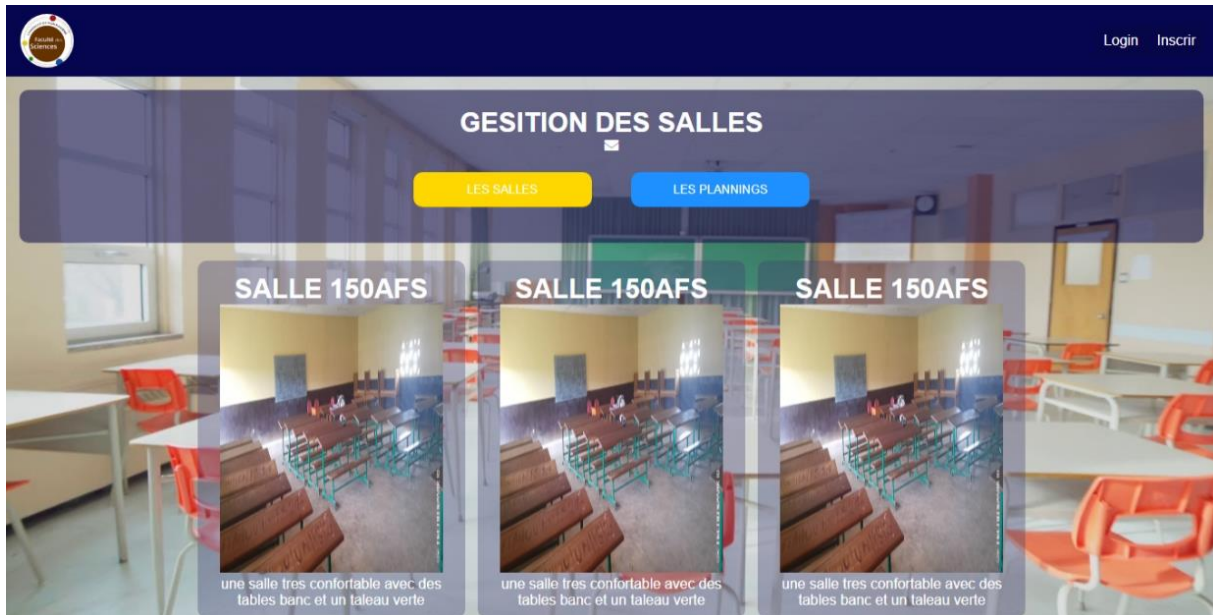 Faculté des
Sciences
Login Inscrir
GESITION DES SALLES
LES SALLES LES PLANNINGS
SALLE 150AFS
une salle tres confortable avec des
tables banc et un taleau verte
SALLE 150AFS
une salle tres confortable avec des
tables banc et un taleau verte
SALLE 150AFS
une salle tres confortable avec des
tables banc et un taleau verte